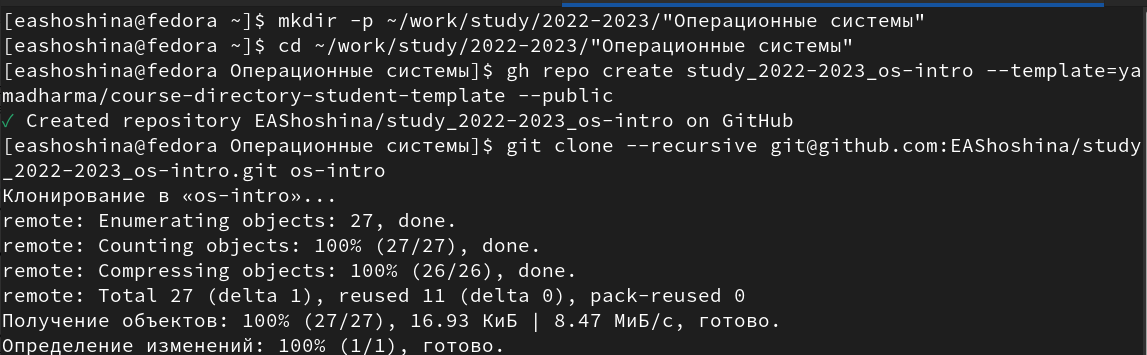 [eashoshina@fedora ~]$ mkdir -p ~/work/study/2022-2023/"Операционные системы"
[eashoshina@fedora ~]$ cd ~/work/study/2022-2023/"Операционные системы"
[eashoshina@fedora Операционные системы]$ gh repo create study_2022-2023_os-intro --template=ya
madharma/course-directory-student-template --public
✓ Created repository EAShoshina/study_2022-2023_os-intro on GitHub
[eashoshina@fedora Операционные системы]$ git clone --recursive git@github.com:EAShoshina/study
_2022-2023_os-intro.git os-intro
Клонирование в «os-intro»...
remote: Enumerating objects: 27, done.
remote: Counting objects: 100% (27/27), done.
remote: Compressing objects: 100% (26/26), done.
remote: Total 27 (delta 1), reused 11 (delta 0), pack-reused 0
Получение объектов: 100% (27/27), 16.93 КиБ | 8.47 МиБ/с, готово.
Определение изменений: 100% (1/1), готово.